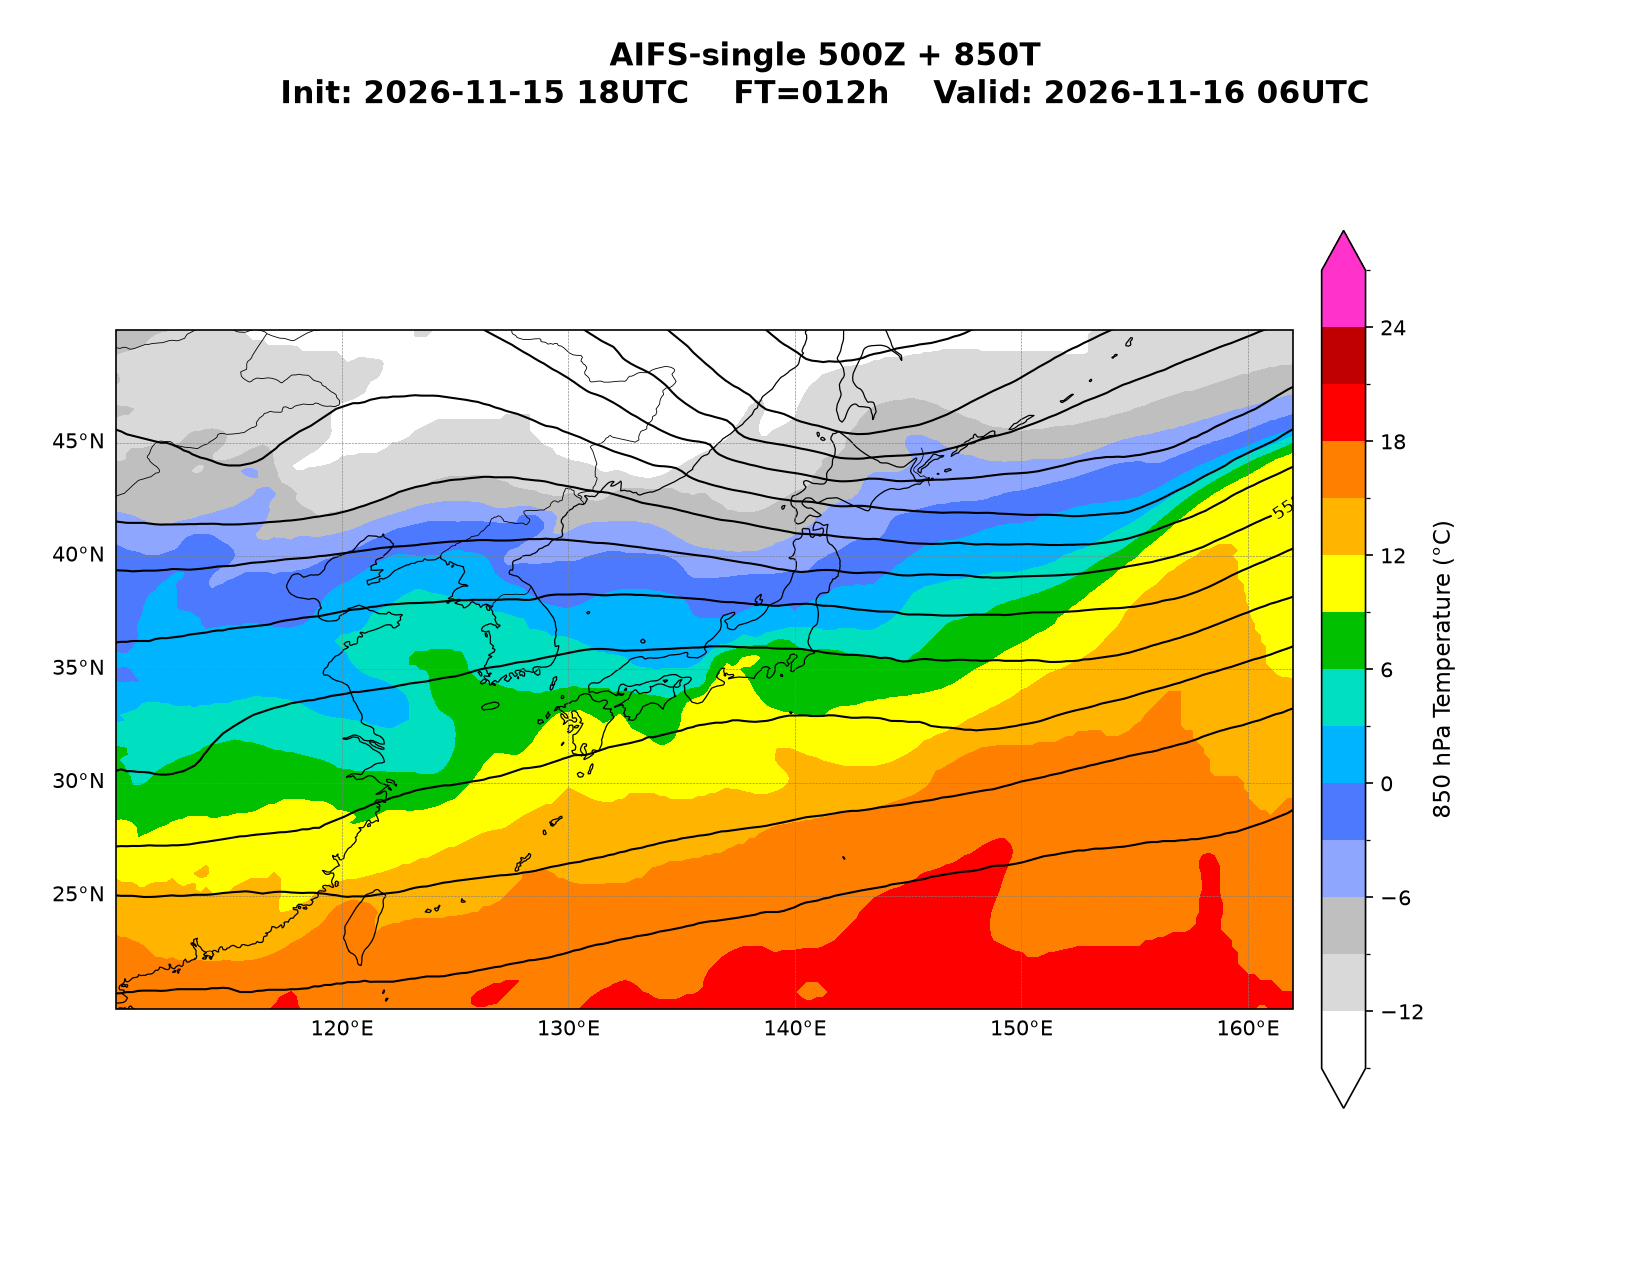 AIFS-single 500Z + 850T
Init: 2026-11-15 18UTC    FT=012h    Valid: 2026-11-16 06UTC
45°N
40°N
35°N
30°N
25°N
120°E
130°E
140°E
150°E
160°E
24
18
12
6
0
−6
−12
850 hPa Temperature (°C)